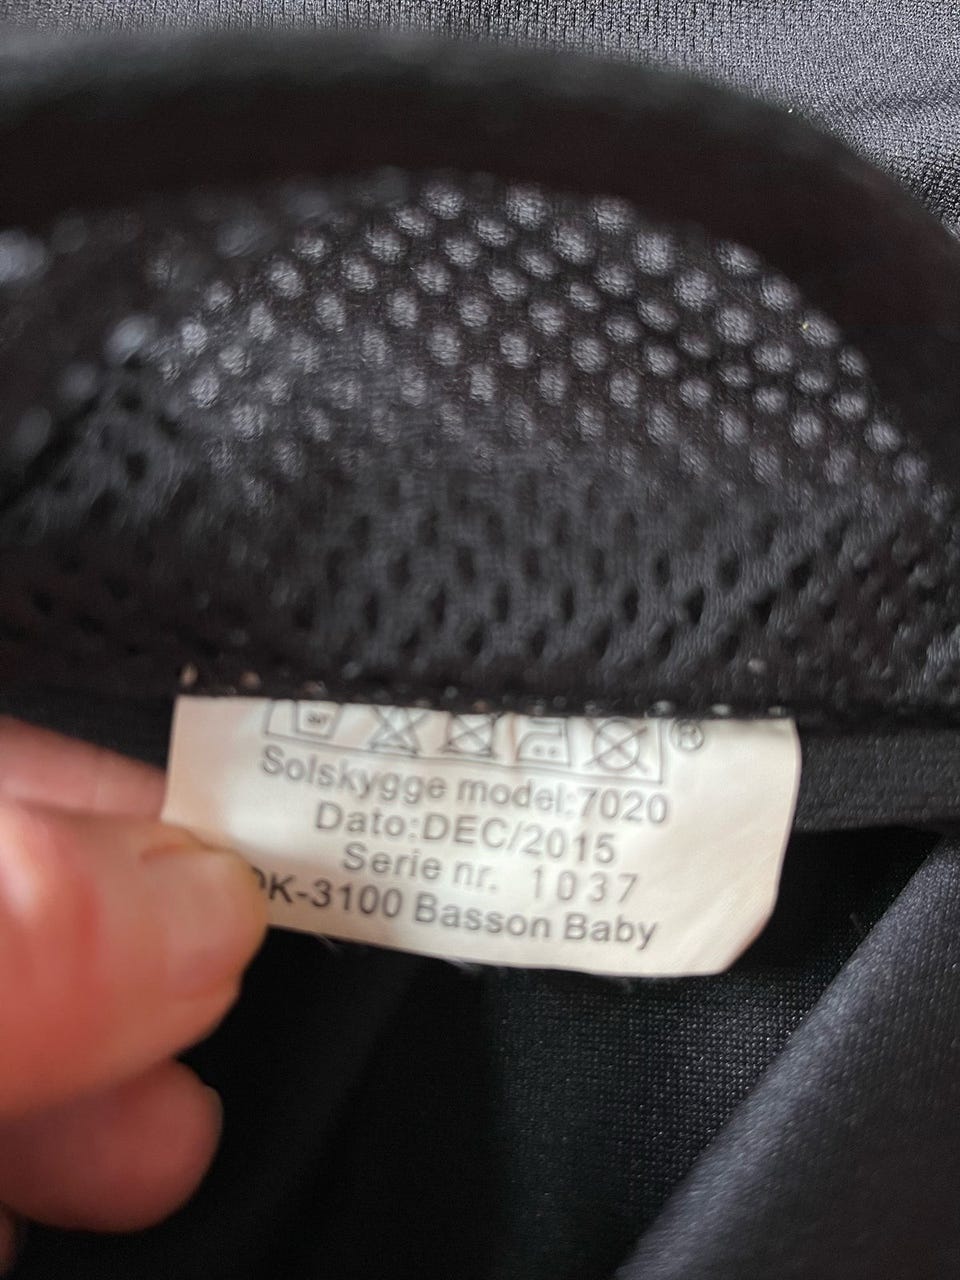 ®
Solskygge model:7020
Dato:DEC/2015
Serie nr. 1037
DK-3100 Basson Baby